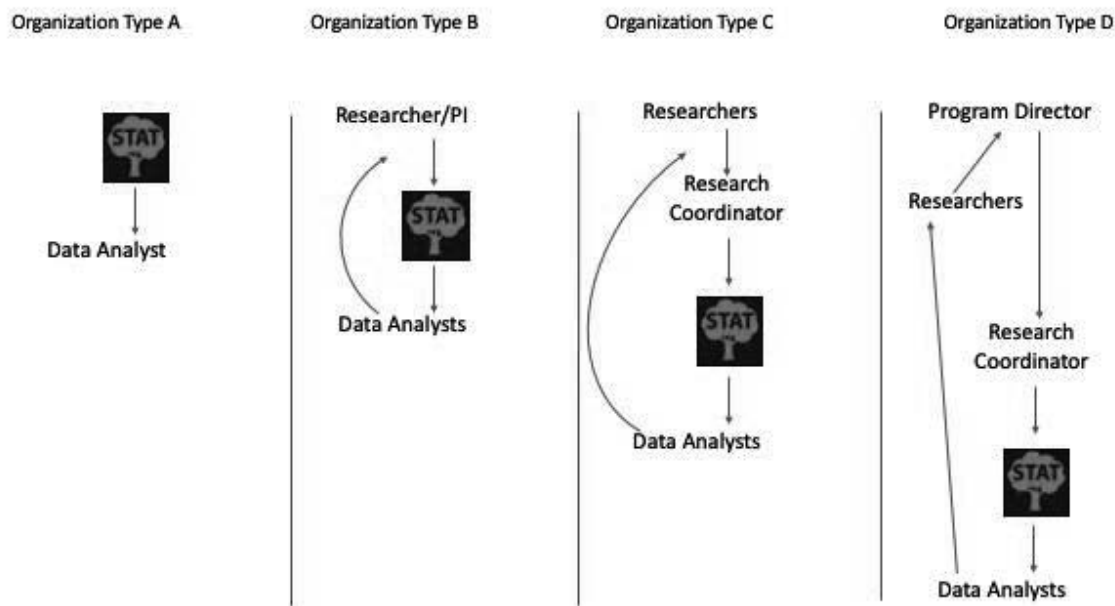 Organization Type A
Organization Type B
Organization Type C
Organization Type D
STAT
Data Analyst
Researcher/PI
STAT
Data Analysts
Researchers
Research
Coordinator
STAT
Data Analysts
Program Director
Researchers
Research
Coordinator
STAT
Data Analysts